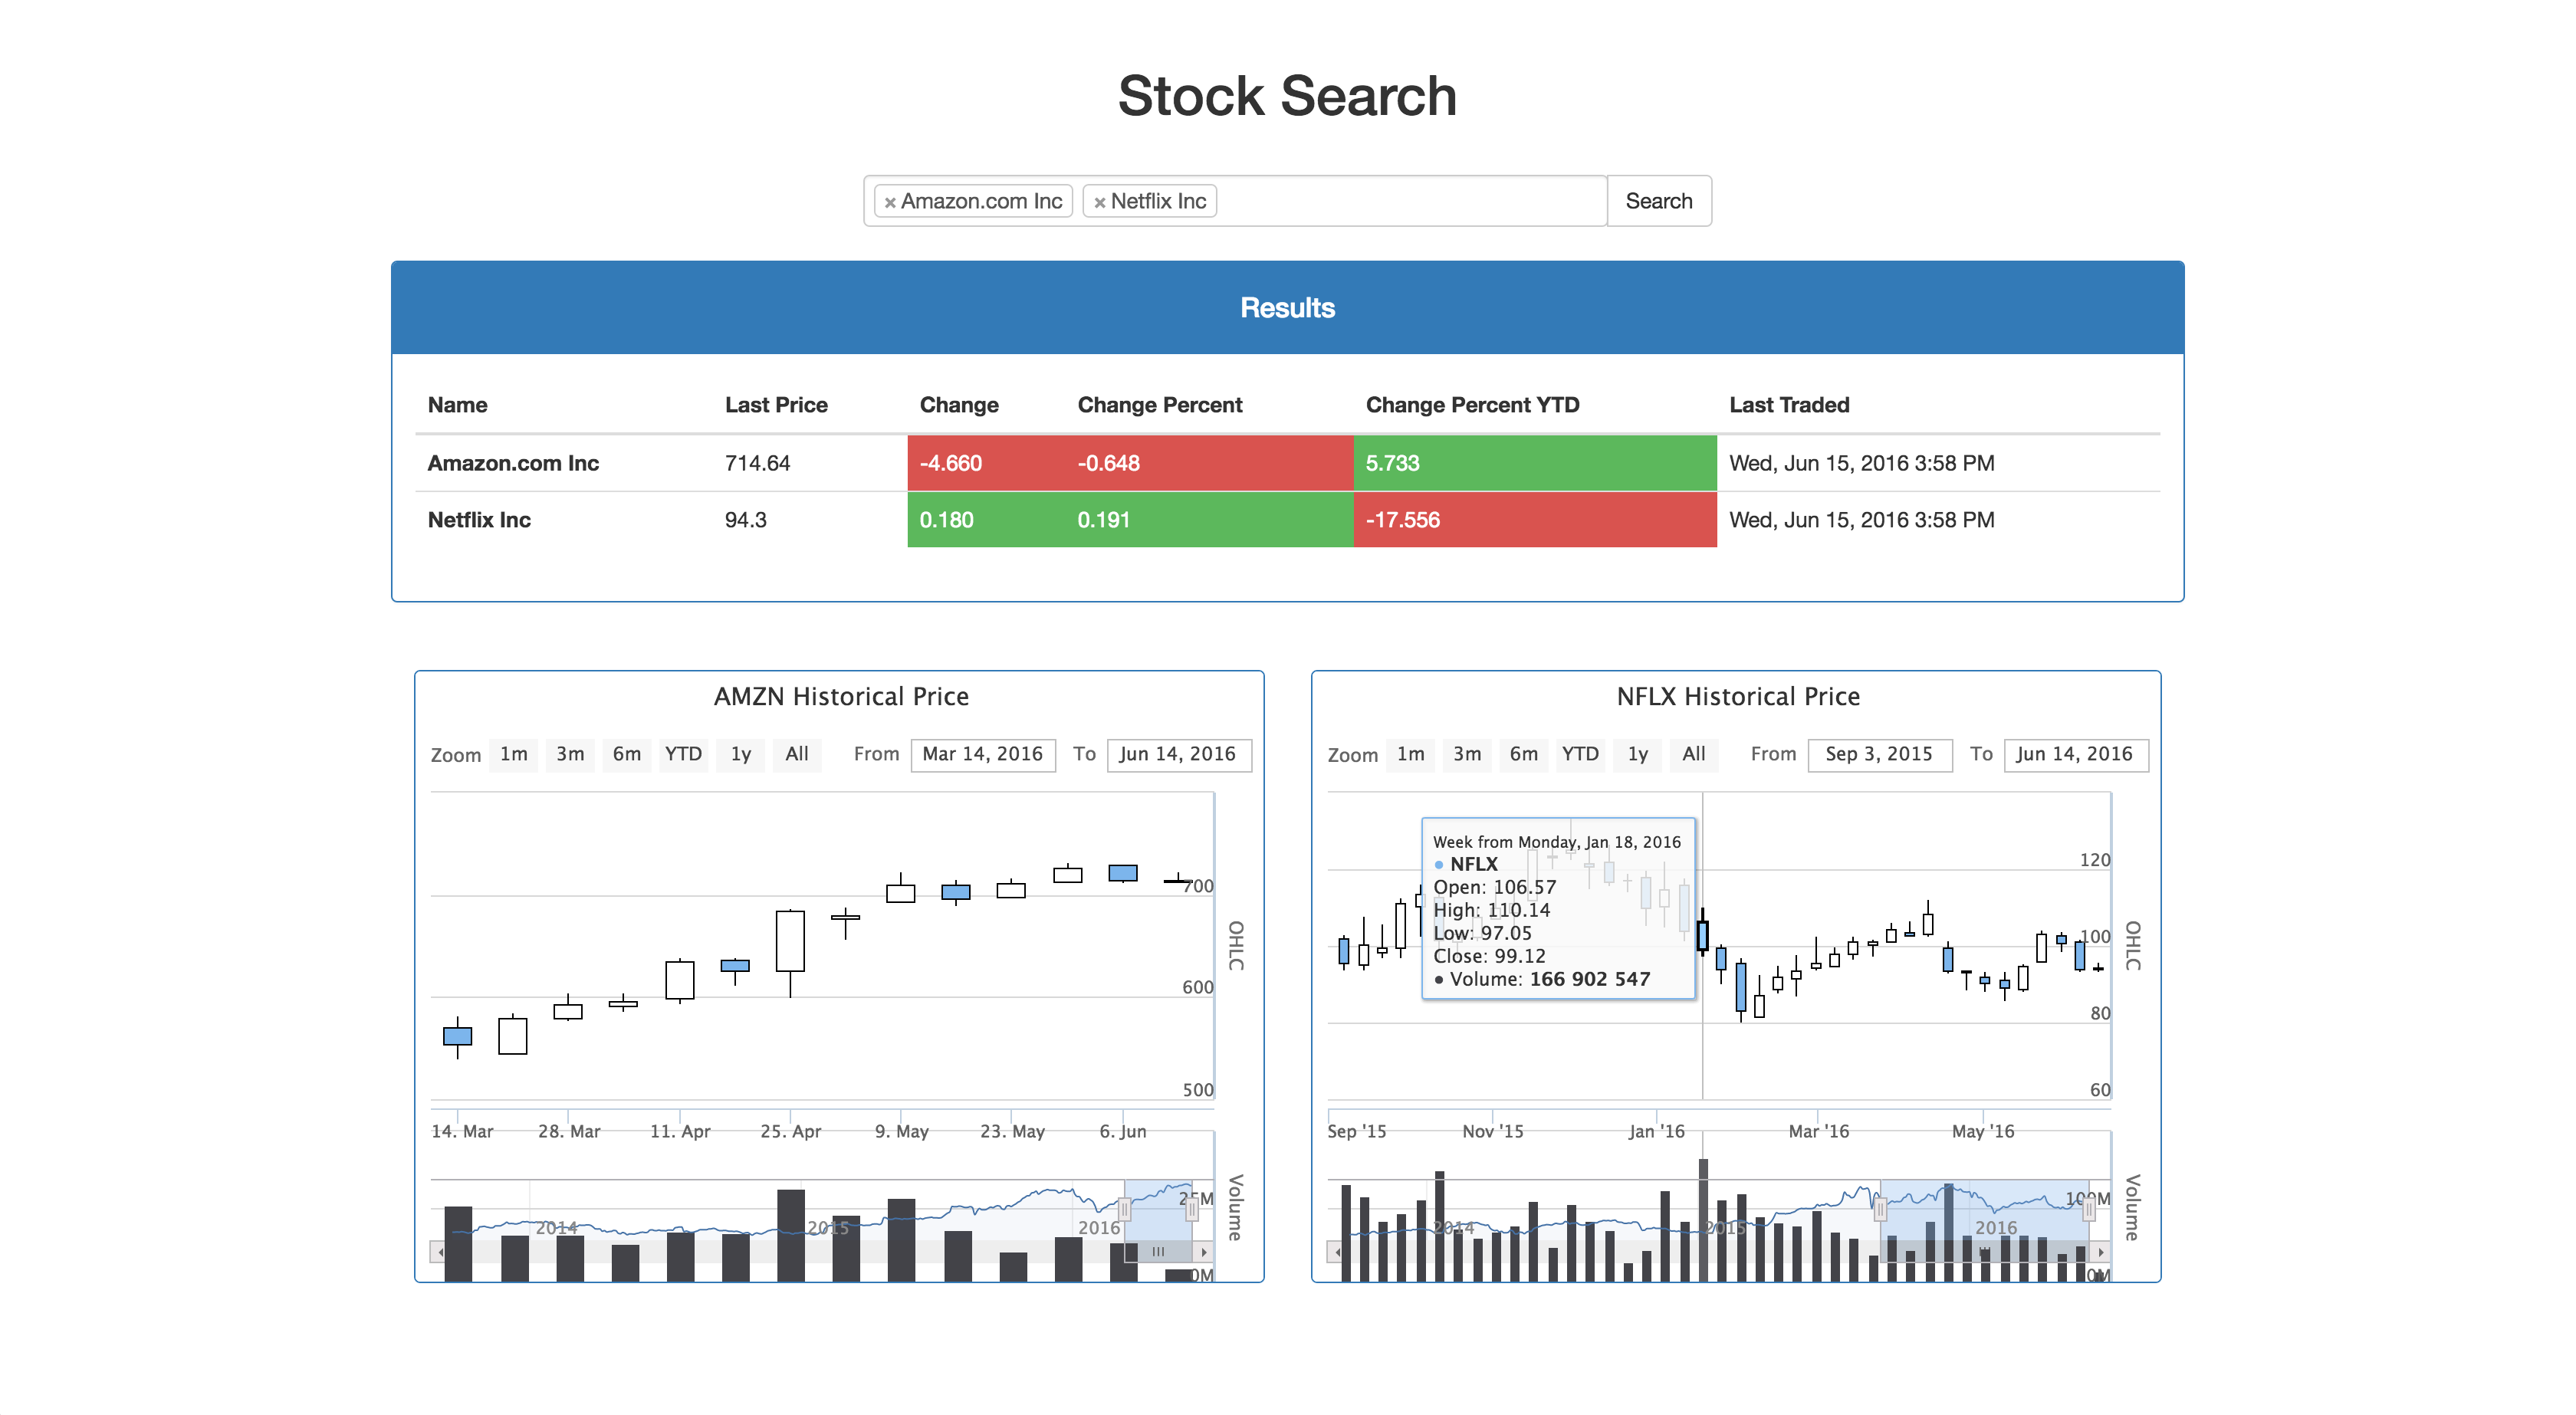 Stock Search
× Amazon.com Inc × Netflix Inc Search
Results
Name Last Price Change Change Percent Change Percent YTD Last Traded
Amazon.com Inc 714.64 -4.660 -0.648 5.733 Wed, Jun 15, 2016 3:58 PM
Netflix Inc 94.3 0.180 0.191 -17.556 Wed, Jun 15, 2016 3:58 PM
AMZN Historical Price
Zoom 1m 3m 6m YTD 1y All From Mar 14, 2016 To Jun 14, 2016
700
600
500
OHLC
14. Mar 28. Mar 11. Apr 25. Apr 9. May 23. May 6. Jun
25M
0M
Volume
2014 2015 2016
NFLX Historical Price
Zoom 1m 3m 6m YTD 1y All From Sep 3, 2015 To Jun 14, 2016
Week from Monday, Jan 18, 2016
● NFLX
Open: 106.57
High: 110.14
Low: 97.05
Close: 99.12
● Volume: 166 902 547
120
100
80
60
OHLC
Sep '15 Nov '15 Jan '16 Mar '16 May '16
100M
0M
Volume
2014 2015 2016